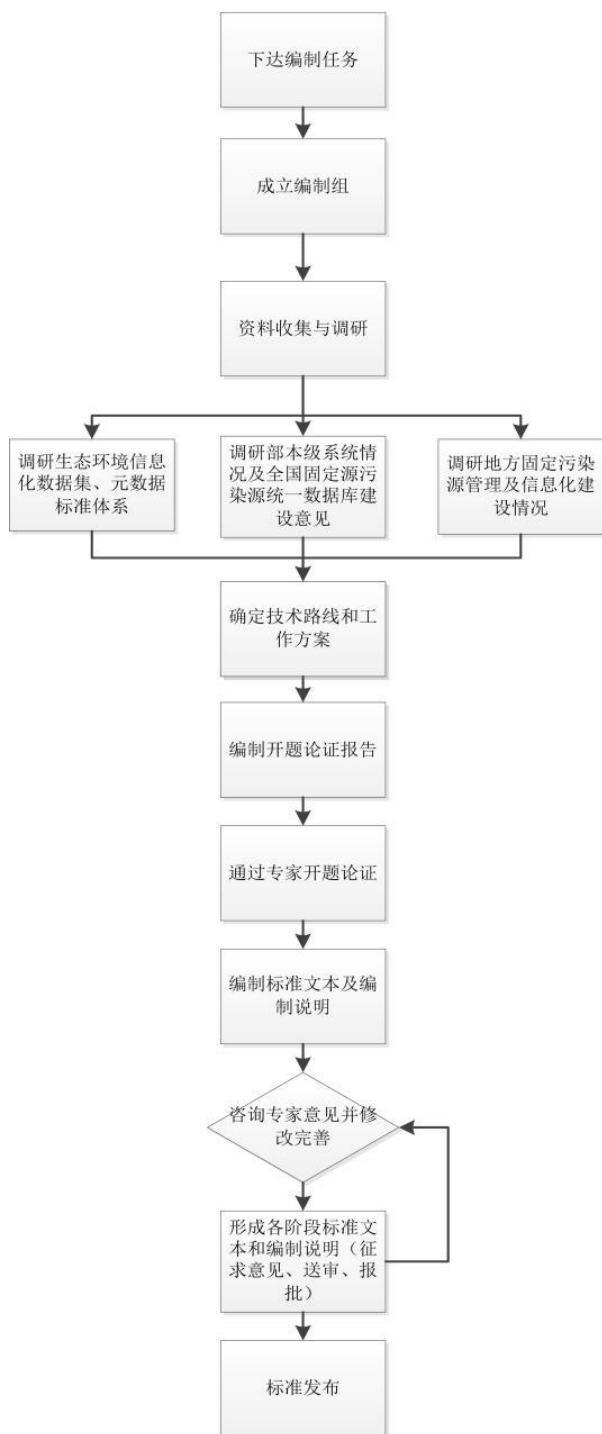 下达编制任务
成立编制组
资料收集与调研
调研生态环境信息
化数据集、元数据
标准体系
调研部本级系统情
况及全国固定源污
染源统一数据库建
设意见
调研地方固定污染
源管理及信息化建
设情况
确定技术路线和工
作方案
编制开题论证报告
通过专家开题论证
编制标准文本及编
制说明
咨询专家意见并修
改完善
形成各阶段标准文
本和编制说明（征
求意见、送审、报
批）
标准发布